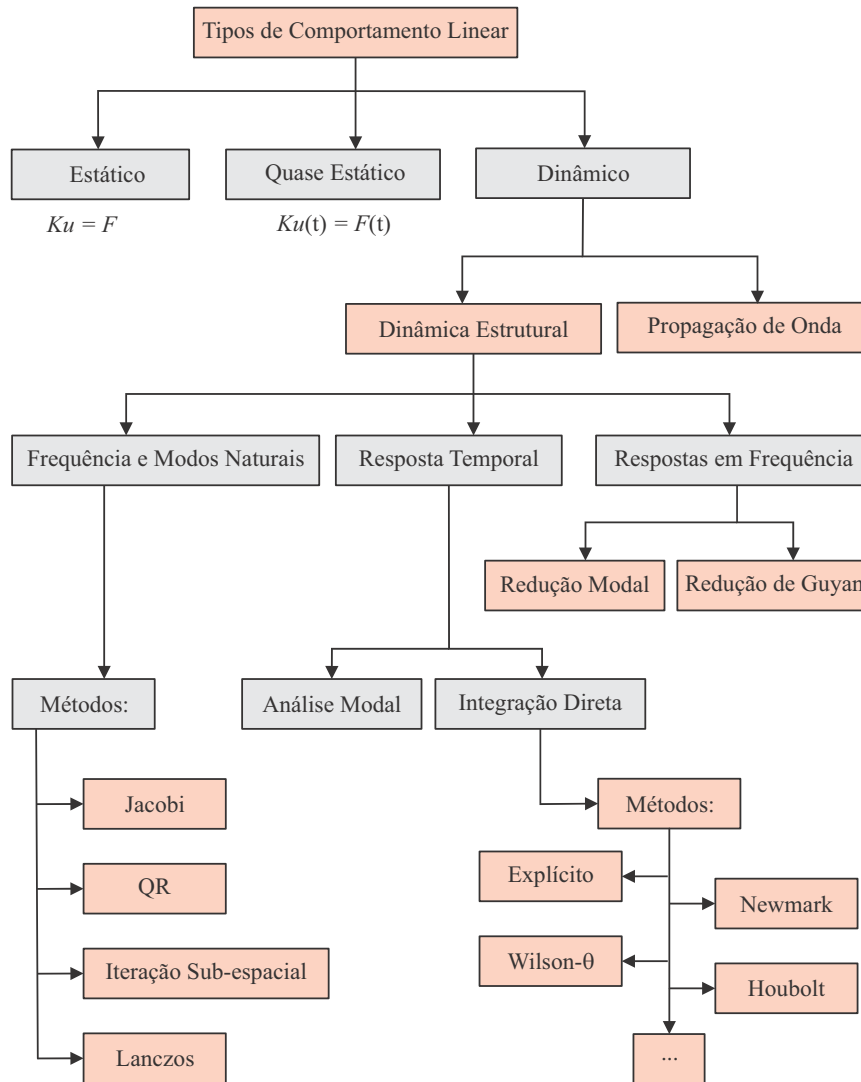 Tipos de Comportamento Linear
Estático
Quase Estático
Dinâmico
Ku = F
Ku(t) = F(t)
Dinâmica Estrutural
Propagação de Onda
Frequência e Modos Naturais
Resposta Temporal
Respostas em Frequência
Redução Modal
Redução de Guyan
Métodos:
Análise Modal
Integração Direta
Jacobi
QR
Iteração Sub-espacial
Lanczos
Métodos:
Explícito
Newmark
Wilson-θ
Houbolt
...